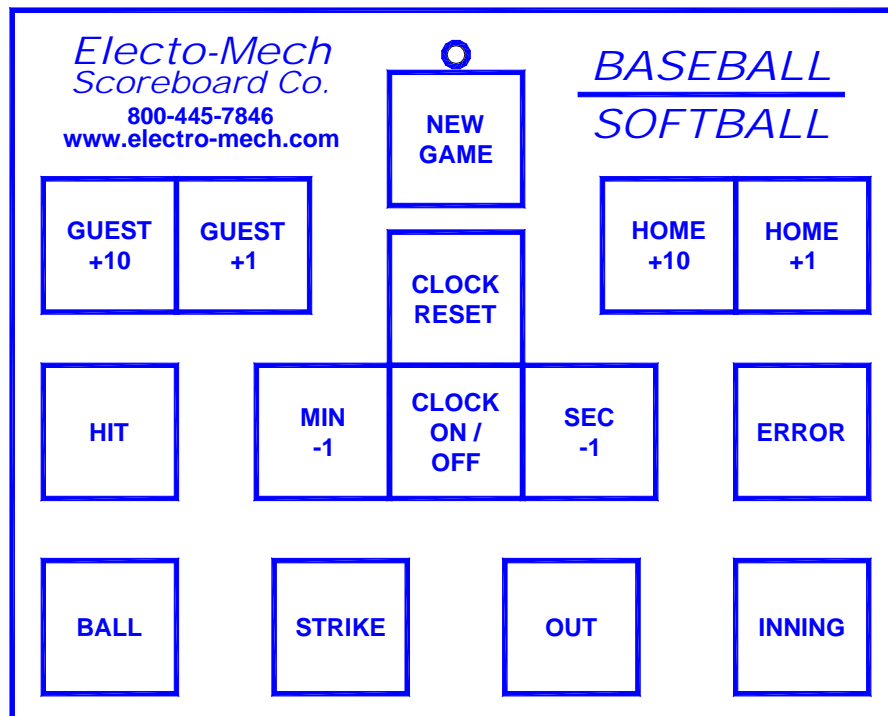 Electo-Mech
Scoreboard Co.
800-445-7846
www.electro-mech.com
BASEBALL
SOFTBALL
NEW
GAME
GUEST
+10
GUEST
+1
HOME
+10
HOME
+1
CLOCK
RESET
HIT
MIN
-1
CLOCK
ON /
OFF
SEC
-1
ERROR
BALL
STRIKE
OUT
INNING